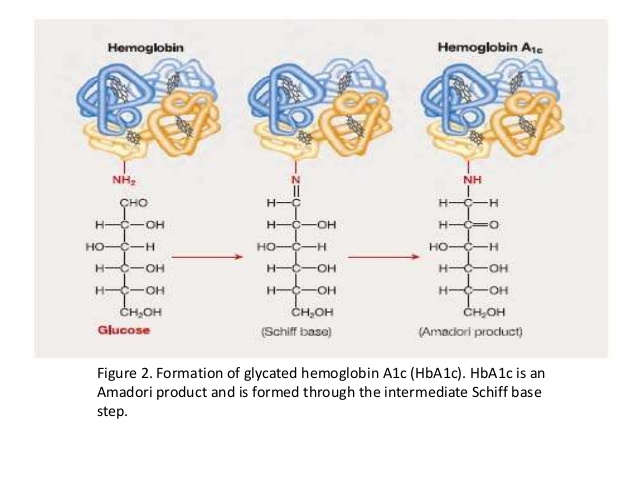 Hemoglobin
Hemoglobin A1c
NH2
N
NH
CHO
H—C
H—C—H
H—C—OH
H—C—OH
H—C=O
HO—C—H
HO—C—H
HO—C—H
H—C—OH
H—C—OH
H—C—OH
H—C—OH
H—C—OH
H—C—OH
CH2OH
CH2OH
CH2OH
Glucose
(Schiff base)
(Amadori product)
Figure 2. Formation of glycated hemoglobin A1c (HbA1c). HbA1c is an
Amadori product and is formed through the intermediate Schiff base
step.